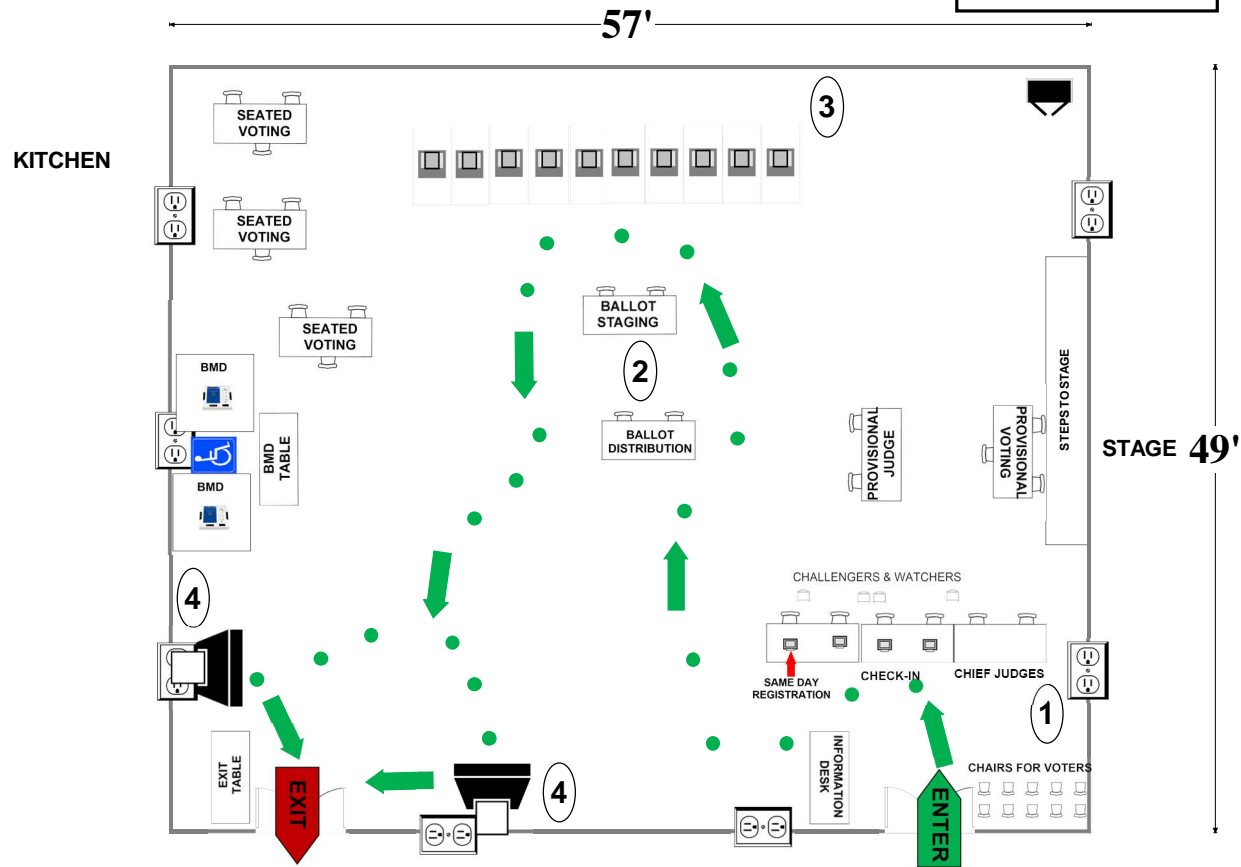 57'
3
SEATED
VOTING
KITCHEN
SEATED
VOTING
BALLOT
STAGING
SEATED
VOTING
2
BMD
BMD
TABLE
BMD
BALLOT
DISTRIBUTION
PROVISIONAL
JUDGE
PROVISIONAL
VOTING
STEPS TO STAGE
STAGE
49'
CHALLENGERS & WATCHERS
4
SAME DAY
REGISTRATION
CHECK-IN
CHIEF JUDGES
1
EXIT
TABLE
EXIT
4
INFORMATION
DESK
ENTER
CHAIRS FOR VOTERS